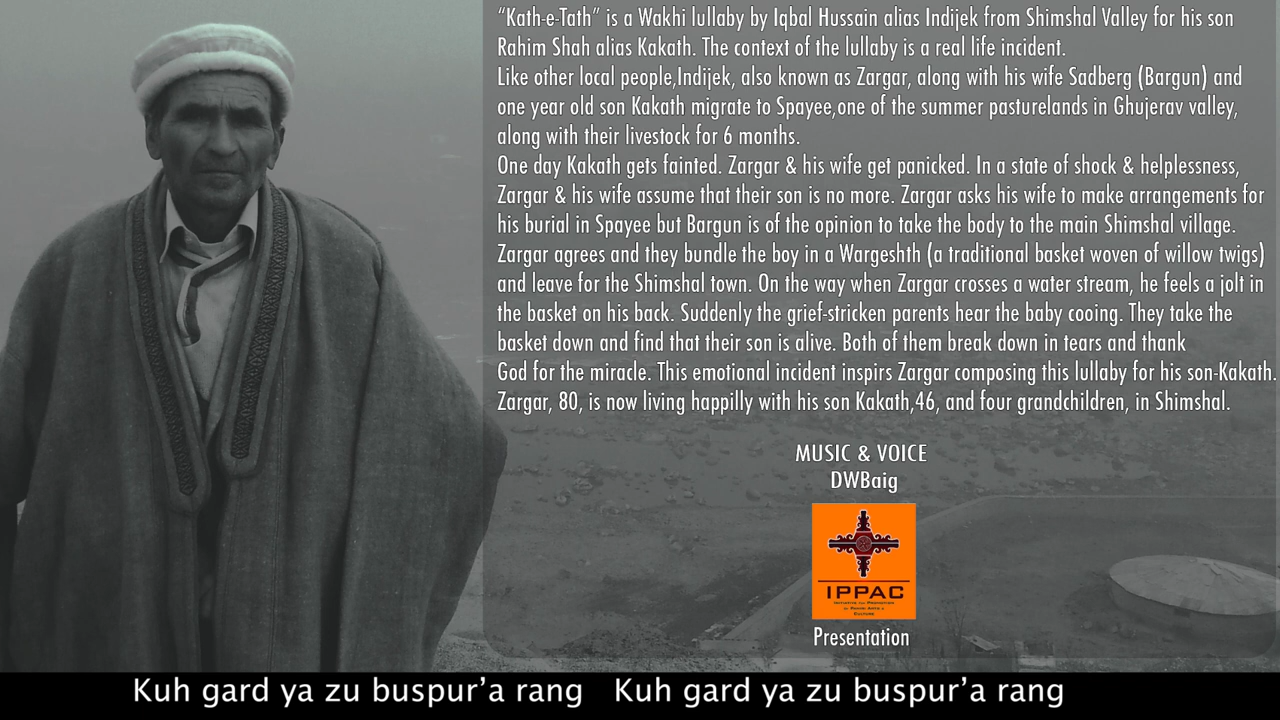 “Kath-e-Tath” is a Wakhi lullaby by Iqbal Hussain alias Indijek from Shimshal Valley for his son
Rahim Shah alias Kakath. The context of the lullaby is a real life incident.
Like other local people,Indijek, also known as Zargar, along with his wife Sadberg (Bargun) and
one year old son Kakath migrate to Spayee,one of the summer pasturelands in Ghujerav valley,
along with their livestock for 6 months.
One day Kakath gets fainted. Zargar & his wife get panicked. In a state of shock & helplessness,
Zargar & his wife assume that their son is no more. Zargar asks his wife to make arrangements for
his burial in Spayee but Bargun is of the opinion to take the body to the main Shimshal village.
Zargar agrees and they bundle the boy in a Wargeshth (a traditional basket woven of willow twigs)
and leave for the Shimshal town. On the way when Zargar crosses a water stream, he feels a jolt in
the basket on his back. Suddenly the grief-stricken parents hear the baby cooing. They take the
basket down and find that their son is alive. Both of them break down in tears and thank
God for the miracle. This emotional incident inspirs Zargar composing this lullaby for his son-Kakath.
Zargar, 80, is now living happilly with his son Kakath,46, and four grandchildren, in Shimshal.
MUSIC & VOICE
DWBaig
IPPAC
Initiative for Promotion
of Pamiri Arts &
Culture
Presentation
Kuh gard ya zu buspur’a rang Kuh gard ya zu buspur’a rang